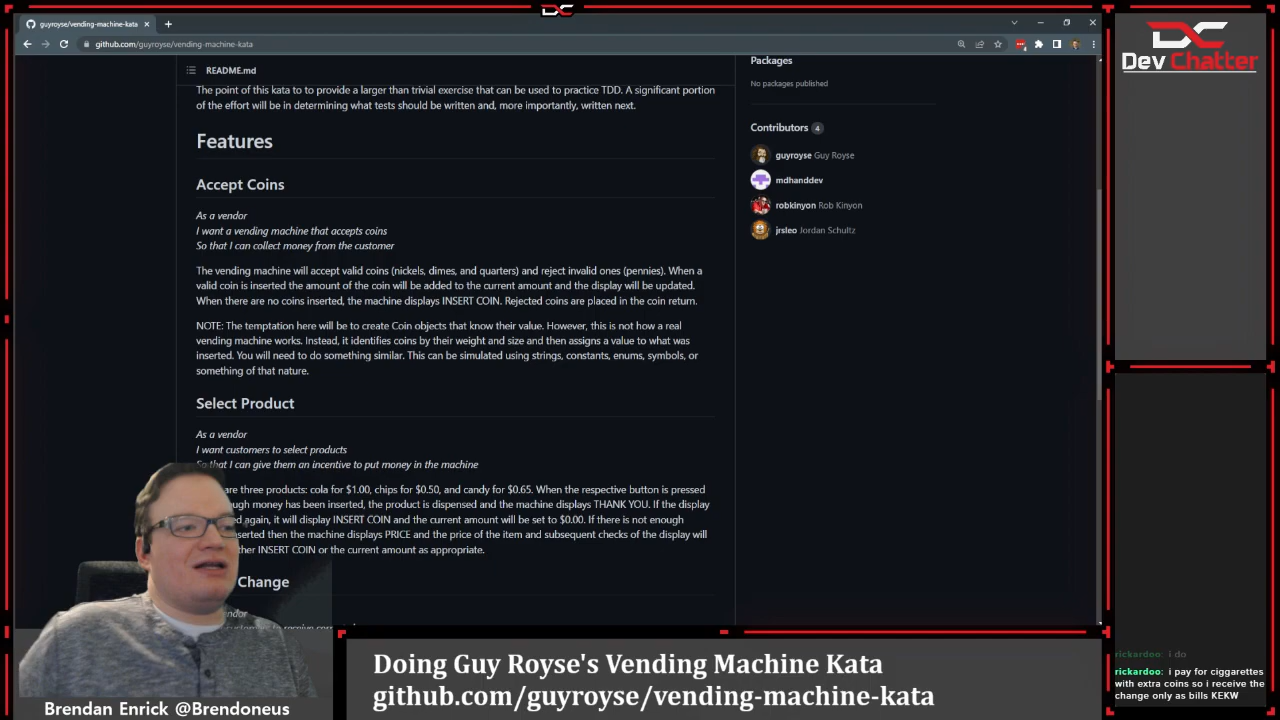 DC
guyroyse/vending-machine-kata
github.com/guyroyse/vending-machine-kata
README.md
The point of this kata to to provide a larger than trivial exercise that can be used to practice TDD. A significant portion
of the effort will be in determining what tests should be written and, more importantly, written next.
Features
Accept Coins
As a vendor
I want a vending machine that accepts coins
So that I can collect money from the customer
The vending machine will accept valid coins (nickels, dimes, and quarters) and reject invalid ones (pennies). When a
valid coin is inserted the amount of the coin will be added to the current amount and the display will be updated.
When there are no coins inserted, the machine displays INSERT COIN. Rejected coins are placed in the coin return.
NOTE: The temptation here will be to create Coin objects that know their value. However, this is not how a real
vending machine works. Instead, it identifies coins by their weight and size and then assigns a value to what was
inserted. You will need to do something similar. This can be simulated using strings, constants, enums, symbols, or
something of that nature.
Select Product
As a vendor
I want customers to select products
So that I can give them an incentive to put money in the machine
are three products: cola for $1.00, chips for $0.50, and candy for $0.65. When the respective button is pressed
ough money has been inserted, the product is dispensed and the machine displays THANK YOU. If the display
ed again, it will display INSERT COIN and the current amount will be set to $0.00. If there is not enough
serted then the machine displays PRICE and the price of the item and subsequent checks of the display will
ther INSERT COIN or the current amount as appropriate.
Change
endor
customers to receive
Packages
No packages published
Contributors 4
guyroyse Guy Royse
mdhanddev
robkinyon Rob Kinyon
jrsleo Jordan Schultz
DC
Dev Chatter
rickardoo: i do
rickardoo: i pay for ciggarettes
with extra coins so i receive the
change only as bills KEKW
Doing Guy Royse's Vending Machine Kata
github.com/guyroyse/vending-machine-kata
Brendan Enrick @Brendoneus